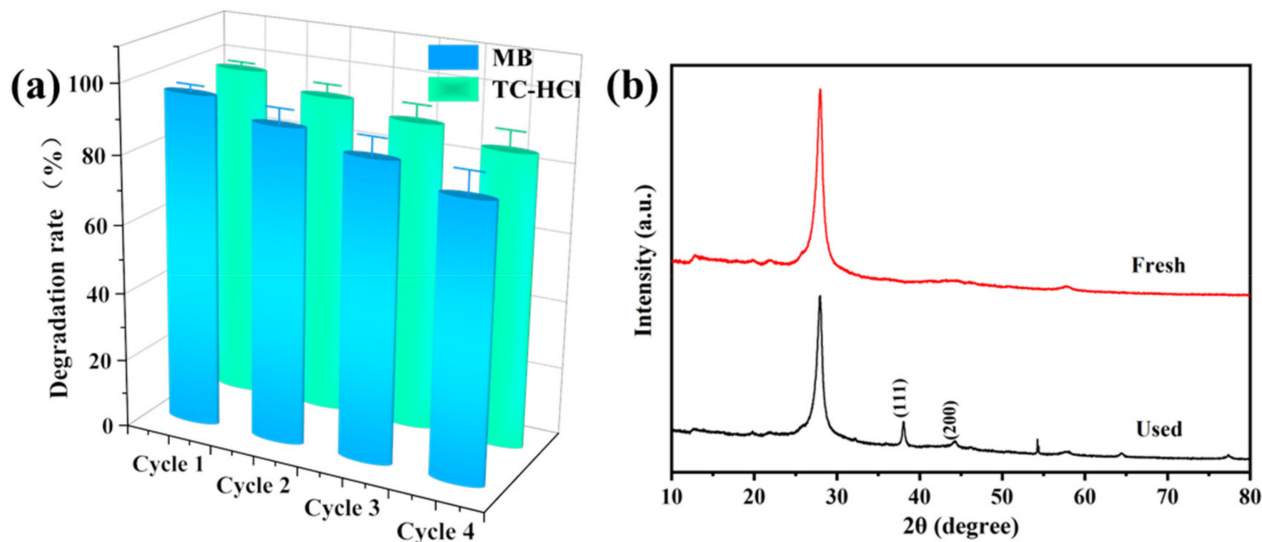 (a)
MB
TC-HCl
Degradation rate (%)
100
80
60
40
20
0
Cycle 1
Cycle 2
Cycle 3
Cycle 4
(b)
Intensity (a.u.)
Fresh
Used
(111)
(200)
10 20 30 40 50 60 70 80
2θ (degree)